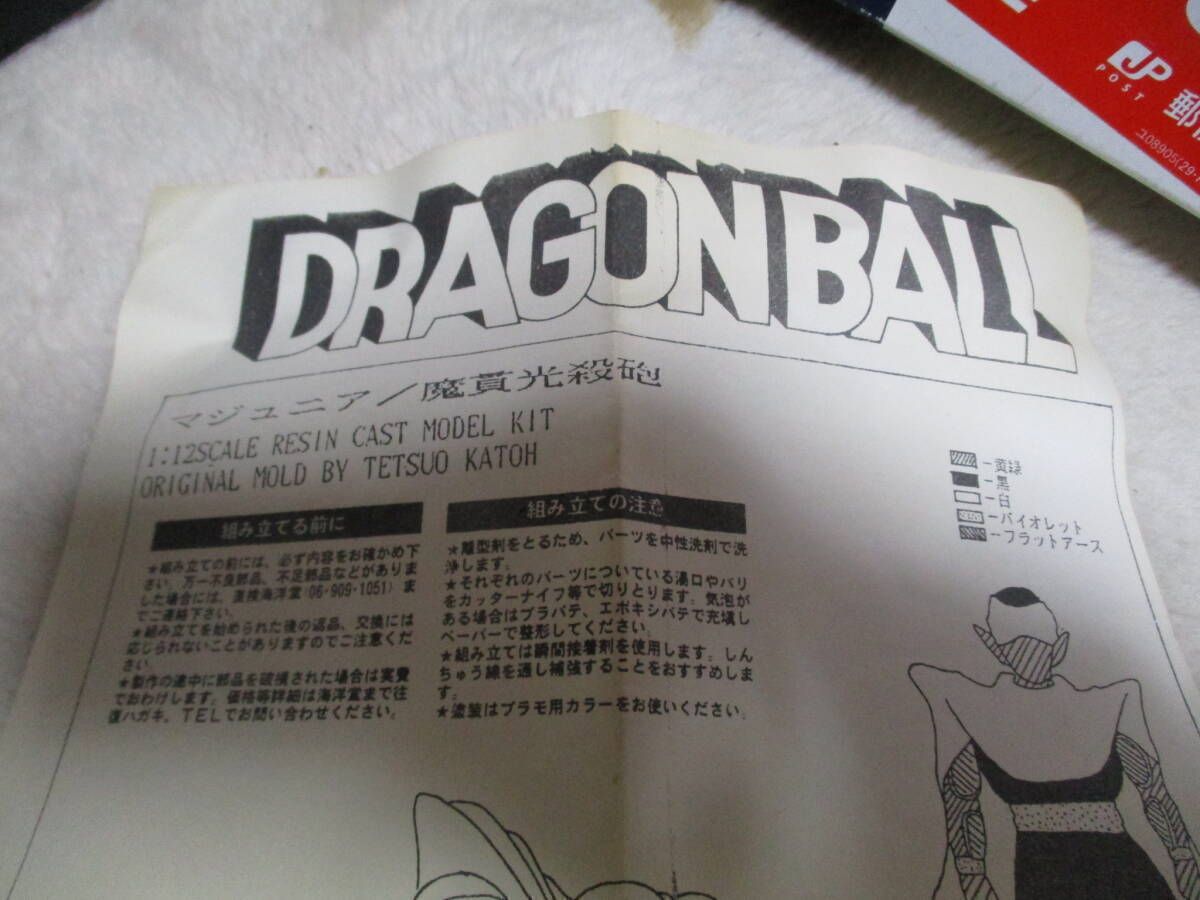 DRAGONBALL
マジュニア/魔貫光殺砲
1:12SCALE RESIN CAST MODEL KIT
ORIGINAL MOLD BY TETSUO KATOH
組み立てる前に
★組み立ての前には、必ず内容をお確かめ下
さい。万一不良部品、不足部品などがありま
した場合には、直接海洋堂(06-909-1051)ま
でご連絡下さい。
★組み立てを始められた後の返品、交換には
応じられないことがありますのでご注意くだ
さい。
★製作の途中に部品を破損された場合は実費
でおわけします。価格等詳細は海洋堂まで往
復ハガキ、TELでお問い合わせください。
組み立ての注意
★離型剤をとるため、パーツを中性洗剤で洗
浄します。
★それぞれのパーツについている湯口やバリ
をカッターナイフ等で切りとります。気泡が
ある場合はプラパテ、エポキシパテで充填し
ペーパーで整形してください。
★組み立ては瞬間接着剤を使用します。しん
ちゅう線を通し補強することをおすすめしま
す。
★塗装はプラモ用カラーをお使いください。
-黄緑
-黒
-白
-バイオレット
-フラットアース
JP
POST
郵